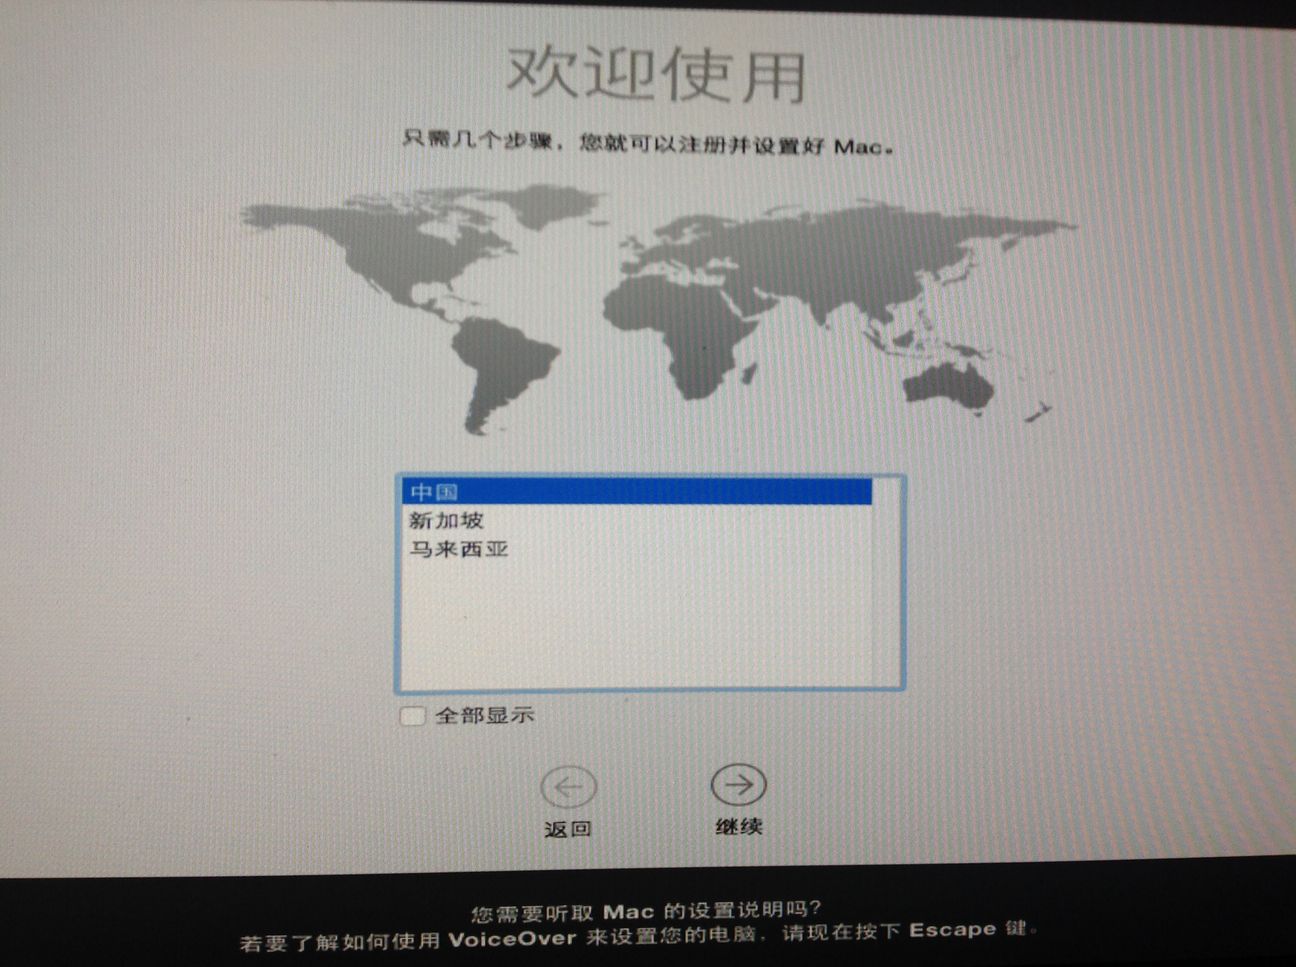 欢迎使用
只需几个步骤，您就可以注册并设置好 Mac。
中国
新加坡
马来西亚
全部显示
返回
继续
您需要听取 Mac 的设置说明吗？
若要了解如何使用 VoiceOver 来设置您的电脑，请现在按下 Escape 键。